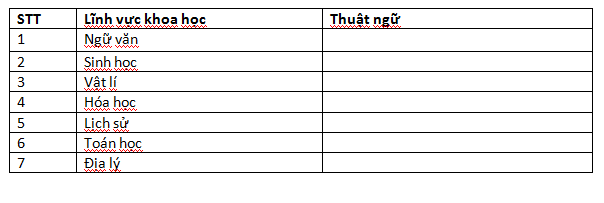 STT Lĩnh vực khoa học Thuật ngữ
1 Ngữ văn
2 Sinh học
3 Vật lí
4 Hóa học
5 Lịch sử
6 Toán học
7 Địa lý